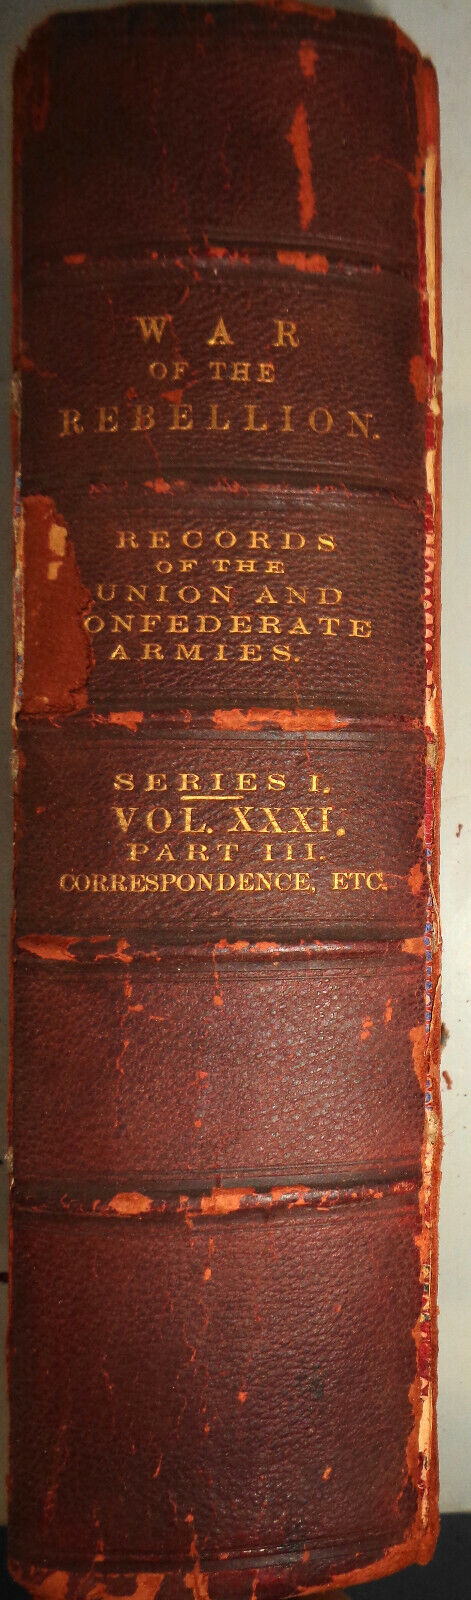 WAR
OF THE
REBELLION.
RECORDS
OF THE
UNION AND
ONFEDERATE
ARMIES.
SERIES I.
VOL. XXXI.
PART III.
CORRESPONDENCE, ETC.